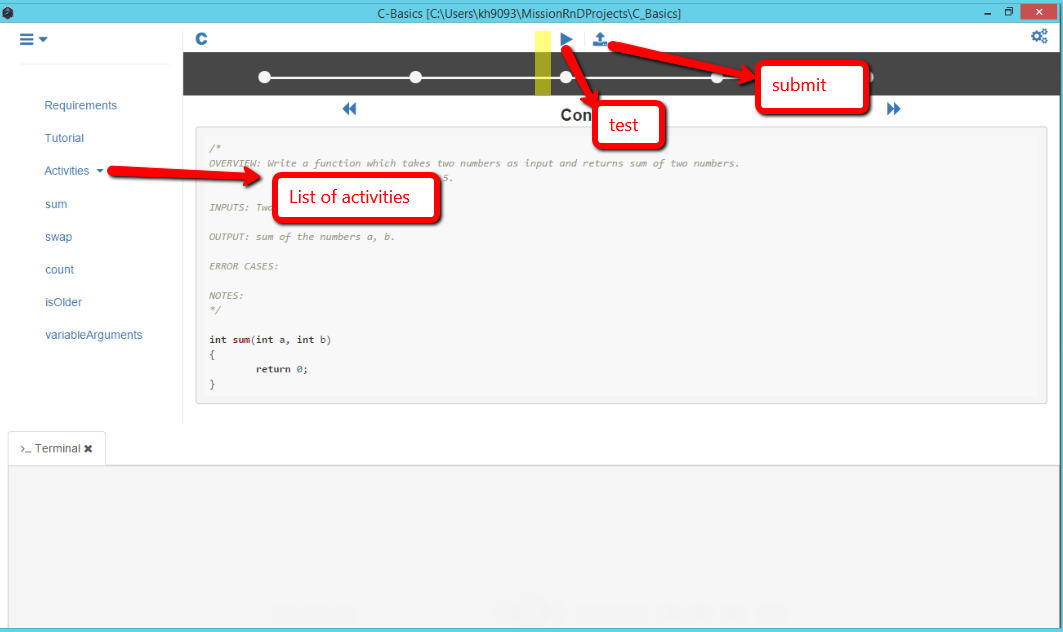 C-Basics [C:\Users\kh9093\MissionRnDProjects\C_Basics]
C
submit
Requirements
Con
test
Tutorial
/*
OVERVIEW: Write a function which takes two numbers as input and returns sum of two numbers.
Activities
5.
List of activities
sum
INPUTS: Two
swap
OUTPUT: sum of the numbers a, b.
count
ERROR CASES:
isOlder
NOTES:
*/
variableArguments
int sum(int a, int b)
{
return 0;
}
>_ Terminal ✖